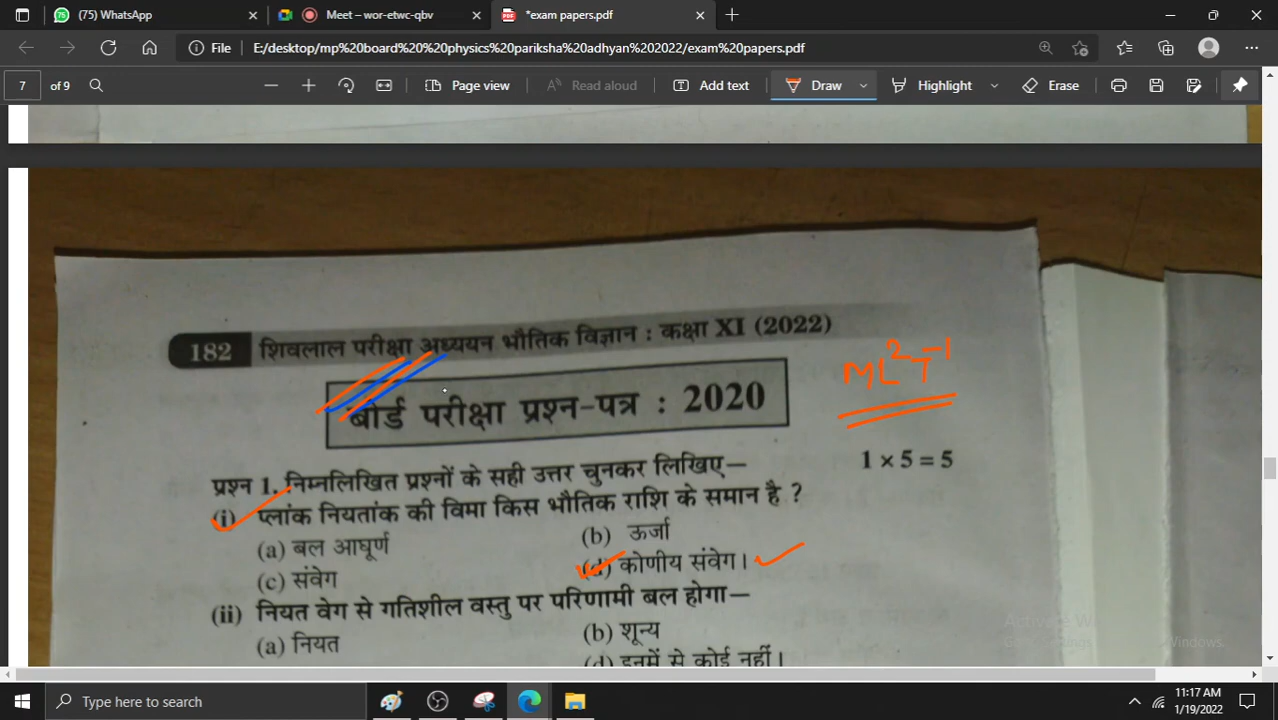 (75) WhatsApp
Meet – wor-etwc-qbv
*exam papers.pdf
File E:/desktop/mp%20board%20%20physics%20pariksha%20adhyan%202022/exam%20papers.pdf
7 of 9
Page view
Read aloud
Add text
Draw
Highlight
Erase
182 शिवलाल परीक्षा अध्ययन भौतिक विज्ञान : कक्षा XI (2022)
ML² T⁻¹
बोर्ड परीक्षा प्रश्न-पत्र : 2020
प्रश्न 1. निम्नलिखित प्रश्नों के सही उत्तर चुनकर लिखिए— 1 × 5 = 5
(i) प्लांक नियतांक की विमा किस भौतिक राशि के समान है ?
(a) बल आघूर्ण (b) ऊर्जा
(c) संवेग (d) कोणीय संवेग।
(ii) नियत वेग से गतिशील वस्तु पर परिणामी बल होगा—
(a) नियत (b) शून्य
(d) इनमें से कोई नहीं।
Type here to search
11:17 AM
1/19/2022